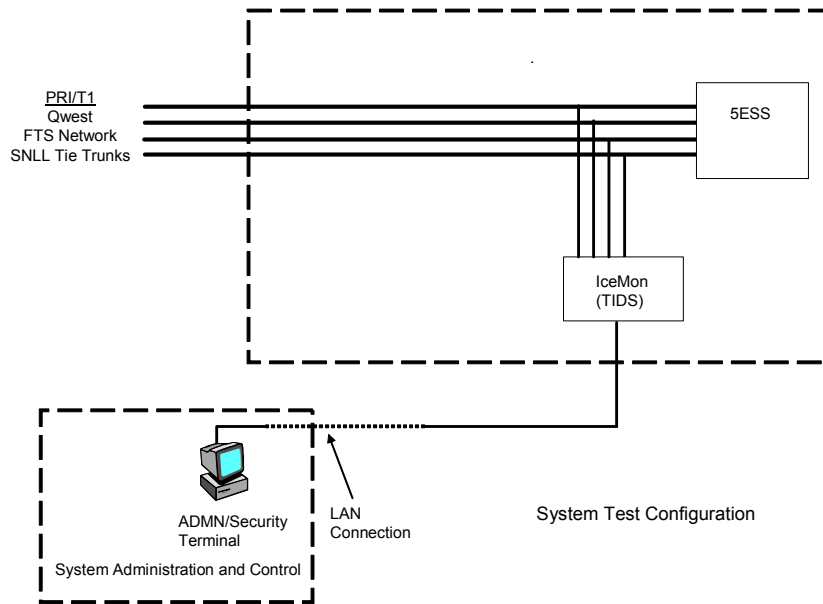 PRI/T1
Qwest
FTS Network
SNLL Tie Trunks
5ESS
IceMon
(TIDS)
ADMN/Security
Terminal
System Administration and Control
LAN
Connection
System Test Configuration